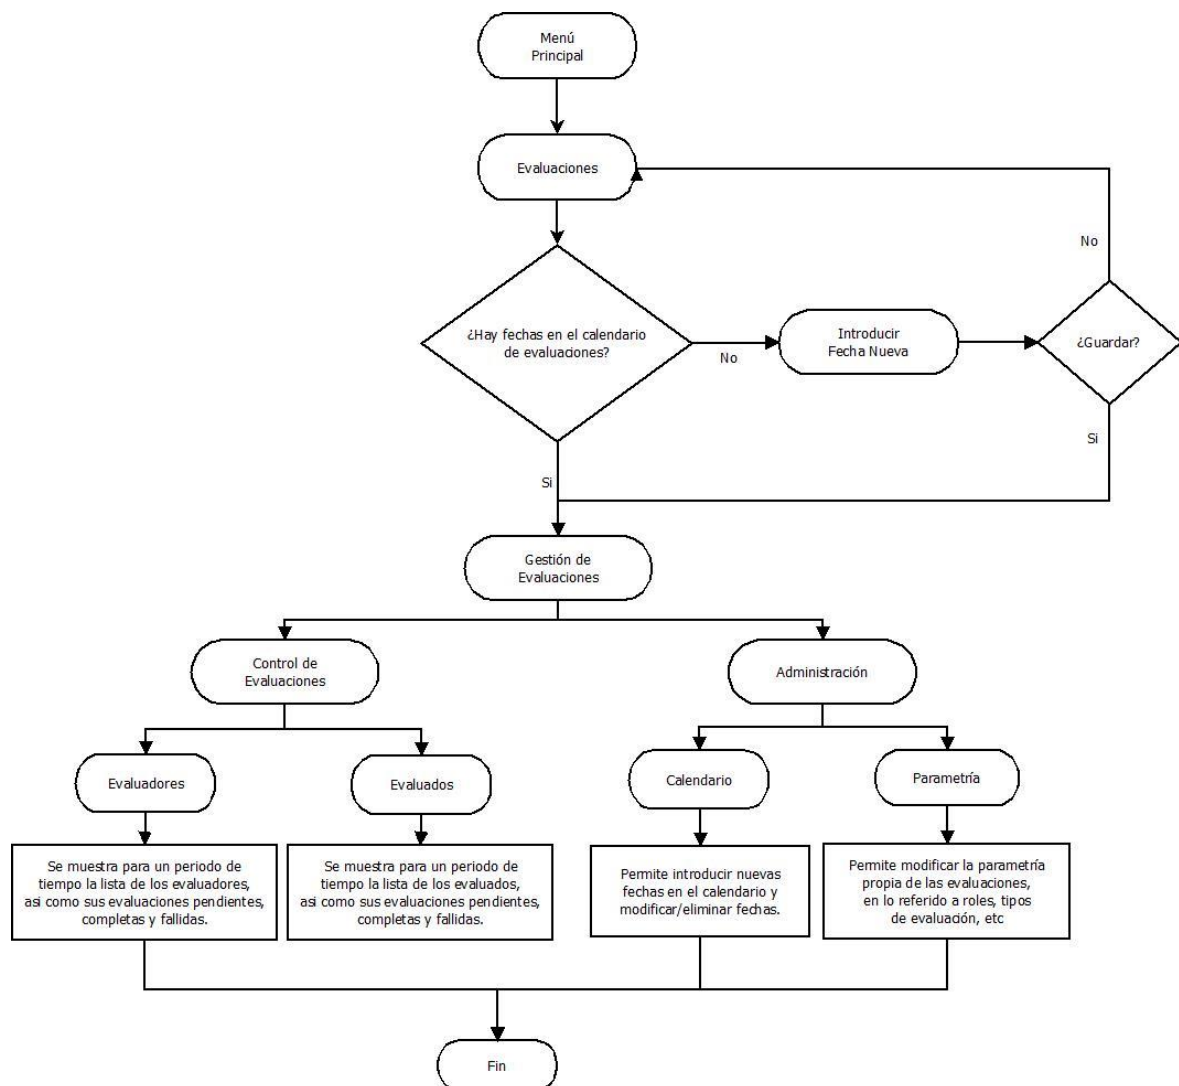 Menú
Principal
Evaluaciones
No
¿Hay fechas en el calendario
de evaluaciones?
No
Introducir
Fecha Nueva
¿Guardar?
Si
Si
Gestión de
Evaluaciones
Control de
Evaluaciones
Administración
Evaluadores
Evaluados
Calendario
Parametría
Se muestra para un periodo de
tiempo la lista de los evaluadores,
asi como sus evaluaciones pendientes,
completas y fallidas.
Se muestra para un periodo de
tiempo la lista de los evaluados,
asi como sus evaluaciones pendientes,
completas y fallidas.
Permite introducir nuevas
fechas en el calendario y
modificar/eliminar fechas.
Permite modificar la parametría
propia de las evaluaciones,
en lo referido a roles, tipos
de evaluación, etc
Fin